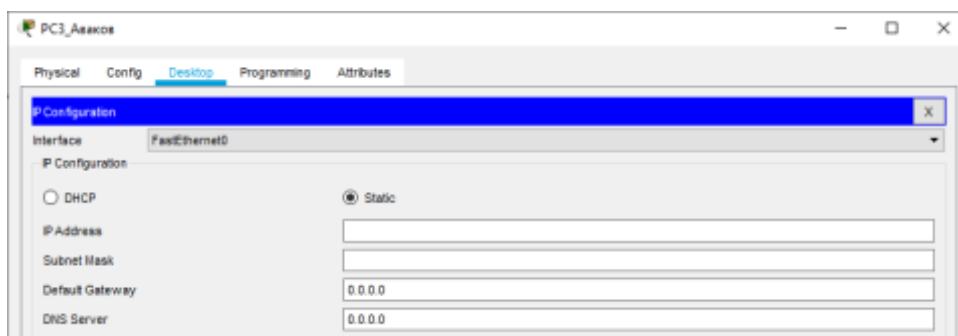 PC3_Аваков
Physical Config Desktop Programming Attributes
IP Configuration X
Interface FastEthernet0
IP Configuration
DHCP Static
IP Address
Subnet Mask
Default Gateway 0.0.0.0
DNS Server 0.0.0.0